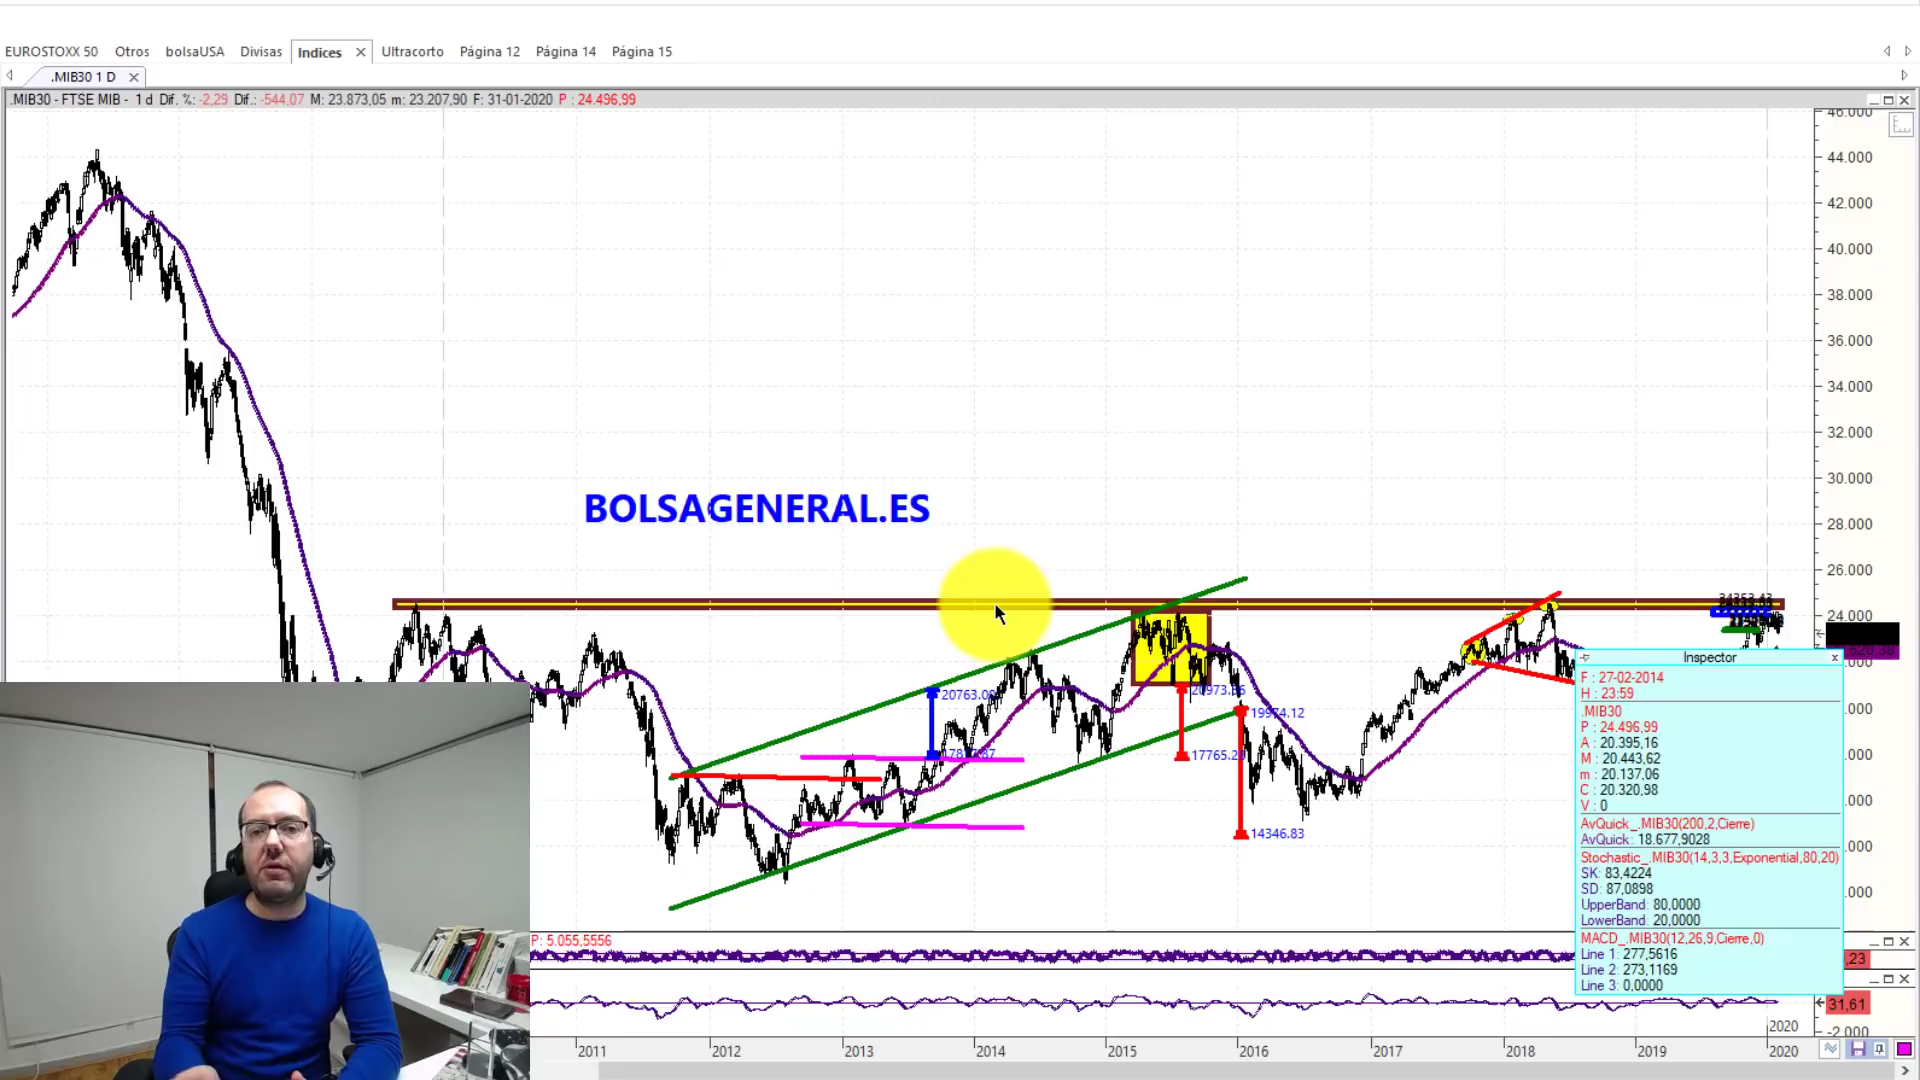 EUROSTOXX 50 Otros bolsaUSA Divisas Indices Ultracorto Página 12 Página 14 Página 15
.MIB30 1 D
.MIB30 - FTSE MIB - 1 d Dif. %: -2,29 Dif.: -544.07 M: 23.873,05 m: 23.207,90 F: 31-01-2020 P : 24.496,99
46.000
44.000
42.000
40.000
38.000
36.000
34.000
32.000
30.000
28.000
26.000
24.000
BOLSAGENERAL.ES
20763.00
20973.56
19974.12
17765.20
14346.83
Inspector
F : 27-02-2014
H : 23:59
.MIB30
P : 24.496,99
A : 20.395,16
M : 20.443,62
m : 20.137,06
C : 20.320,98
V : 0
AvQuick_.MIB30(200,2,Cierre)
AvQuick: 18.677,9028
Stochastic_.MIB30(14,3,3,Exponential,80,20)
SK: 83,4224
SD: 87,0898
UpperBand: 80,0000
LowerBand: 20,0000
MACD_.MIB30(12,26,9,Cierre,0)
Line 1: 277,5616
Line 2: 273,1169
Line 3: 0,0000
P: 5.055,5556
,23
31,61
2020
-2.000
2011 2012 2013 2014 2015 2016 2017 2018 2019 2020